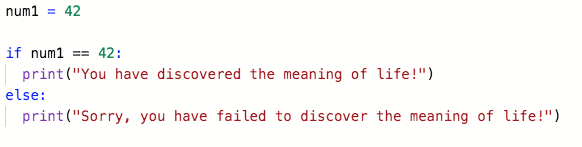 num1 = 42

if num1 == 42:
  print("You have discovered the meaning of life!")
else:
  print("Sorry, you have failed to discover the meaning of life!")